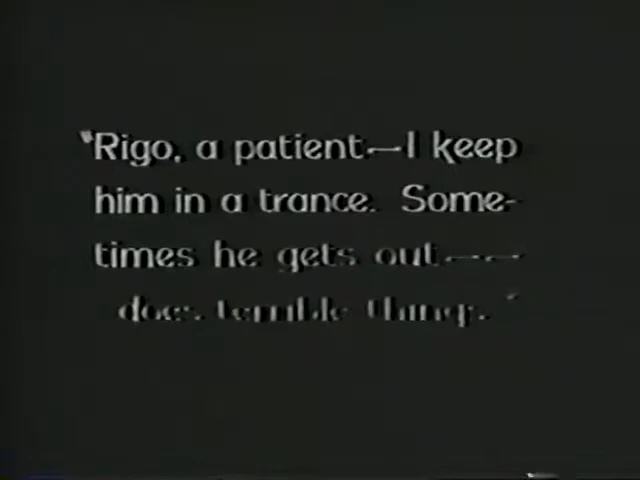 "Rigo, a patient—I keep
him in a trance. Some-
times he gets out——
does terrible things."